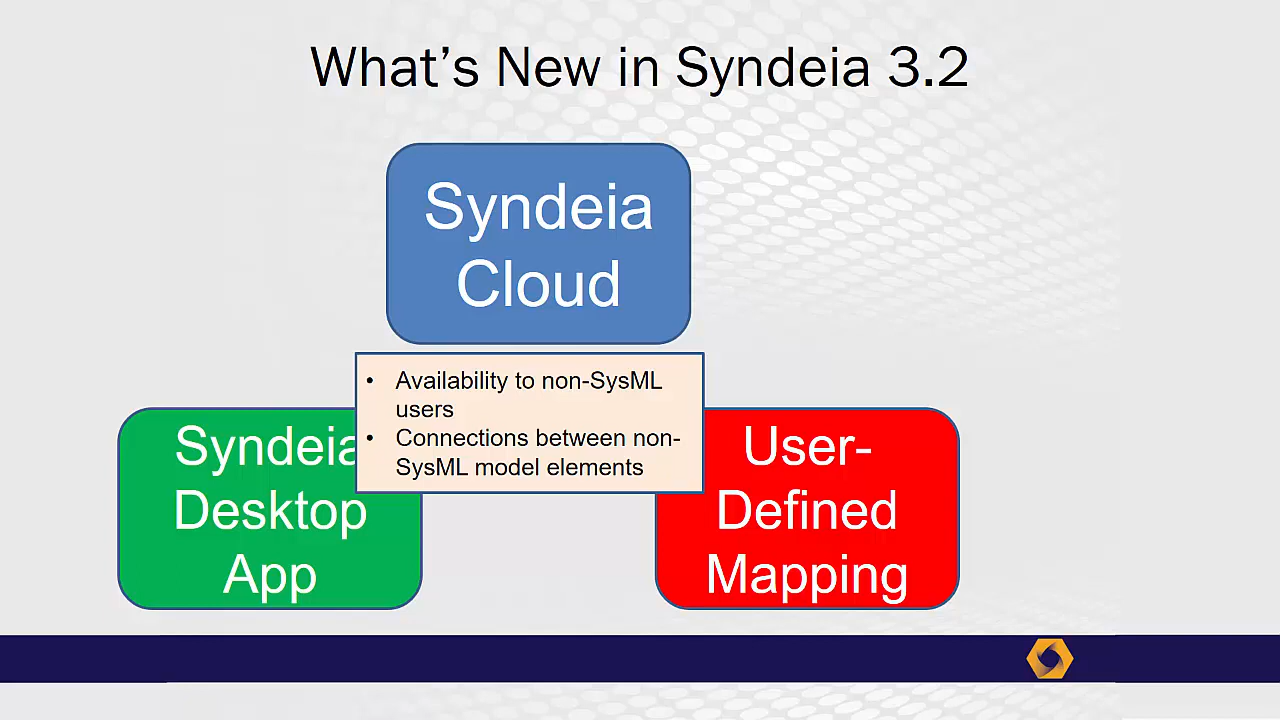 What's New in Syndeia 3.2
Syndeia
Cloud
• Availability to non-SysML
users
• Connections between non-
SysML model elements
Syndeia
Desktop
App
User-
Defined
Mapping